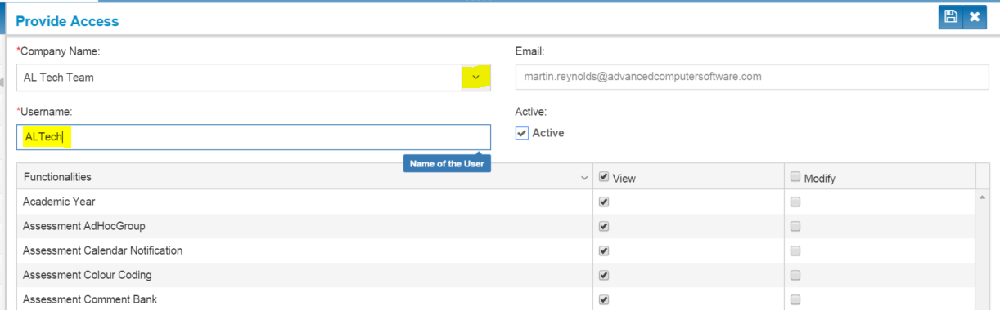 Provide Access
*Company Name:
Email:
AL Tech Team
martin.reynolds@advancedcomputersoftware.com
*Username:
Active:
ALTech
Active
Name of the User
Functionalities View Modify
Academic Year
Assessment AdHocGroup
Assessment Calendar Notification
Assessment Colour Coding
Assessment Comment Bank